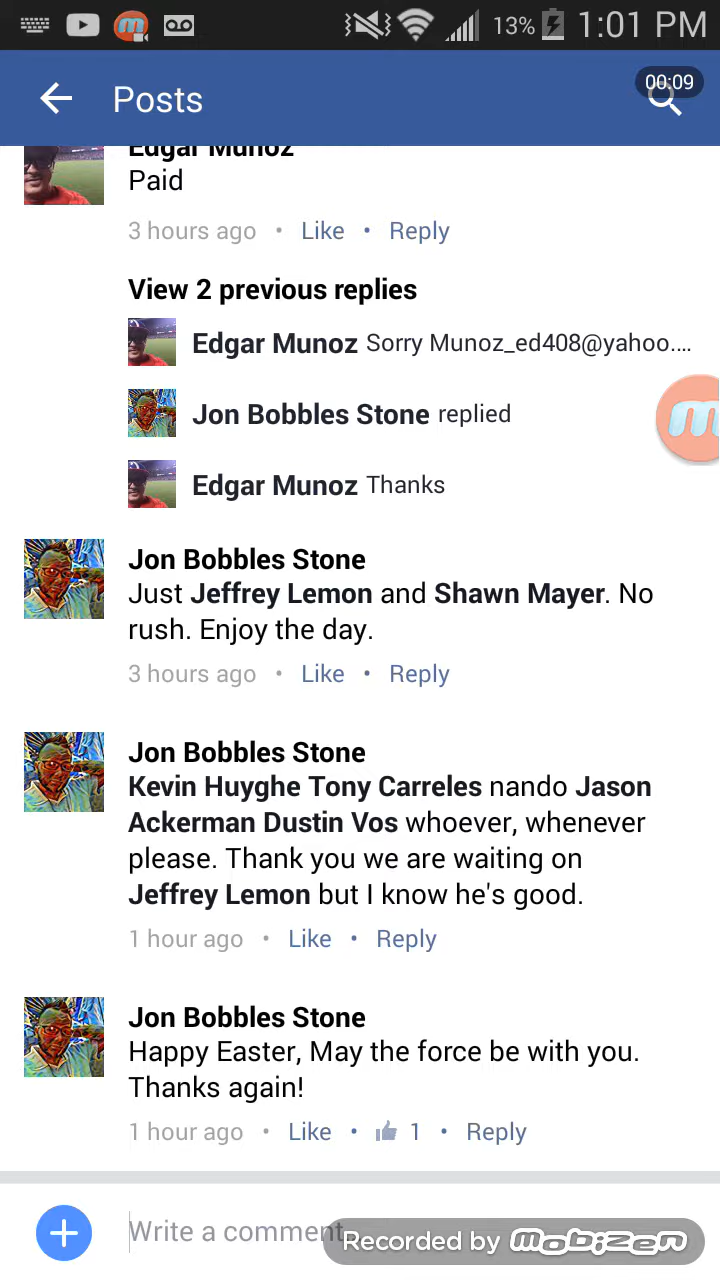 13% 1:01 PM
00:09
Posts
Edgar Munoz
Paid
3 hours ago • Like • Reply
View 2 previous replies
Edgar Munoz Sorry Munoz_ed408@yahoo....
Jon Bobbles Stone replied
Edgar Munoz Thanks
Jon Bobbles Stone
Just Jeffrey Lemon and Shawn Mayer. No
rush. Enjoy the day.
3 hours ago • Like • Reply
Jon Bobbles Stone
Kevin Huyghe Tony Carreles nando Jason
Ackerman Dustin Vos whoever, whenever
please. Thank you we are waiting on
Jeffrey Lemon but I know he's good.
1 hour ago • Like • Reply
Jon Bobbles Stone
Happy Easter, May the force be with you.
Thanks again!
1 hour ago • Like • 1 • Reply
Write a comment
Recorded by mobizen